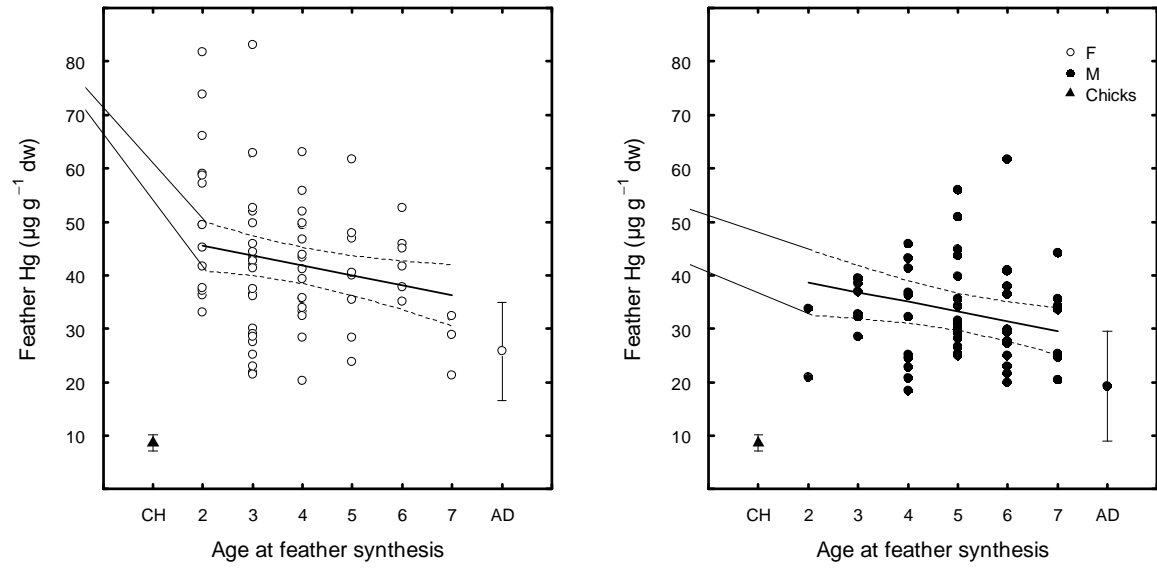 Feather Hg (µg g⁻¹ dw)
80
70
60
50
40
30
20
10
CH 2 3 4 5 6 7 AD
Age at feather synthesis
Feather Hg (µg g⁻¹ dw)
80
70
60
50
40
30
20
10
F
M
Chicks
CH 2 3 4 5 6 7 AD
Age at feather synthesis